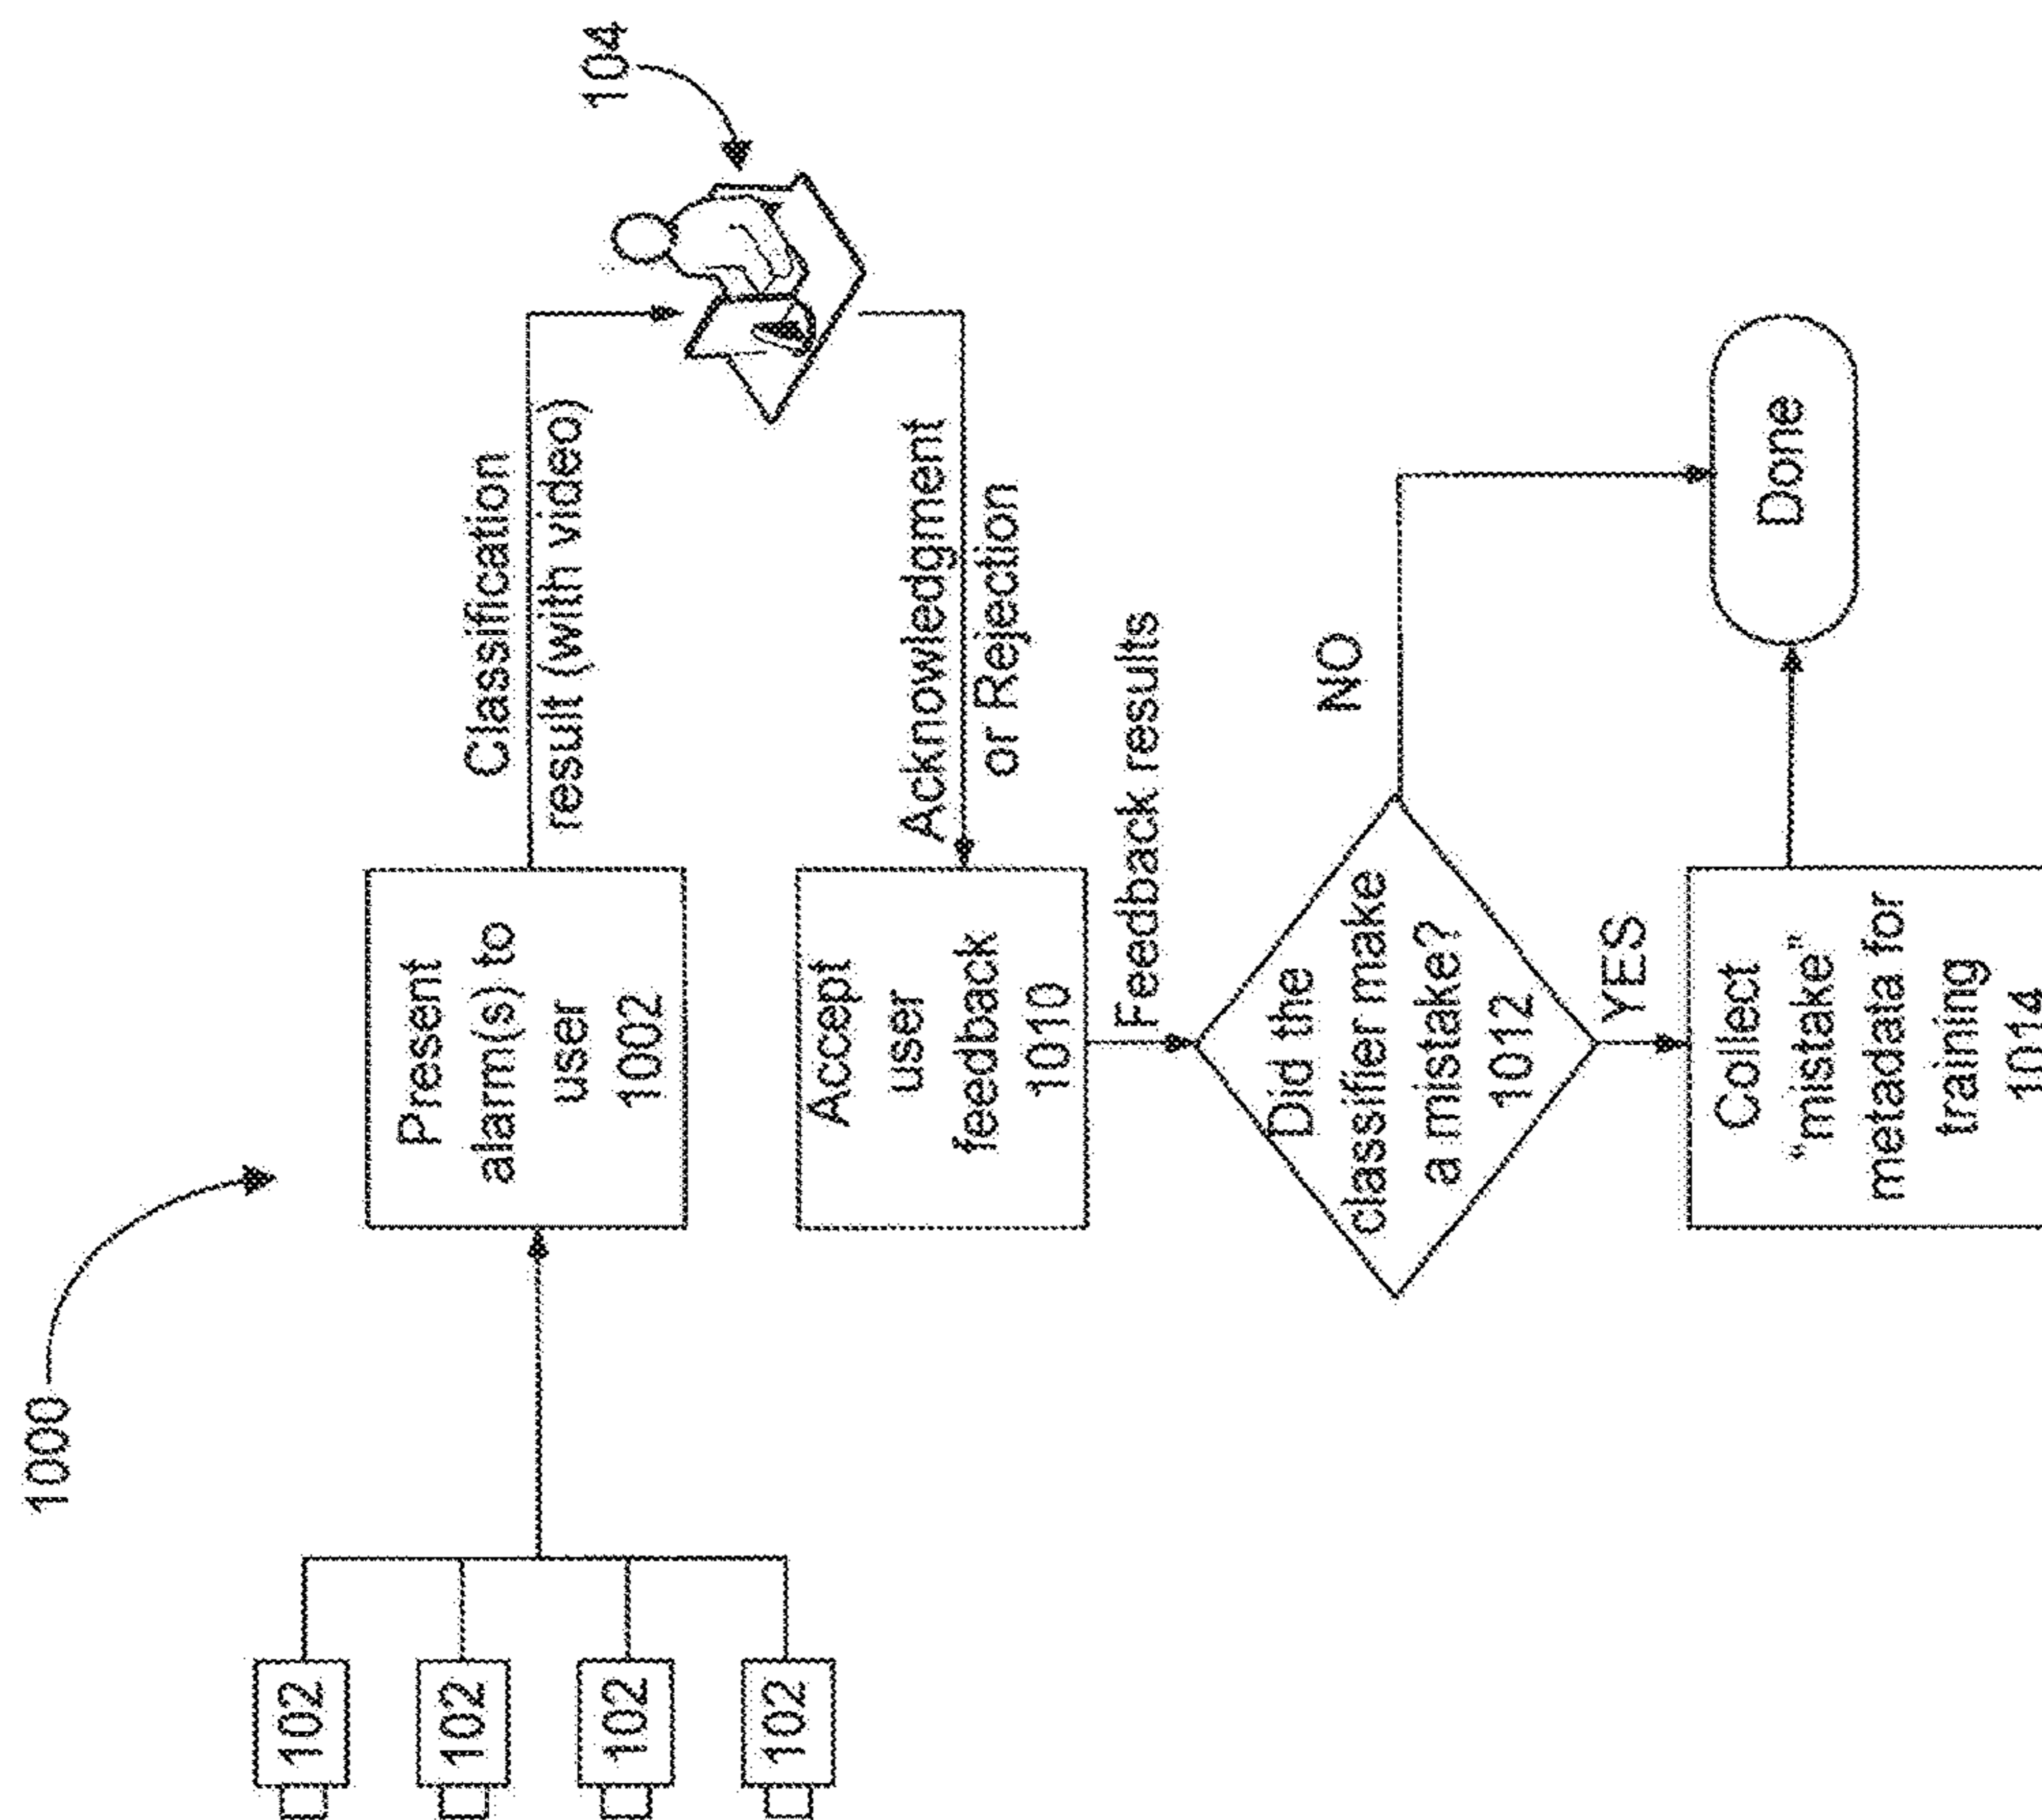 1000
102
102
102
102
Present
alarm(s) to
user
1002
Classification
result (with video)
104
Acknowledgment
or Rejection
Accept
user
feedback
1010
Feedback results
Did the
classifier make
a mistake?
1012
NO
YES
Collect
“mistake”
metadata for
training
1014
Done